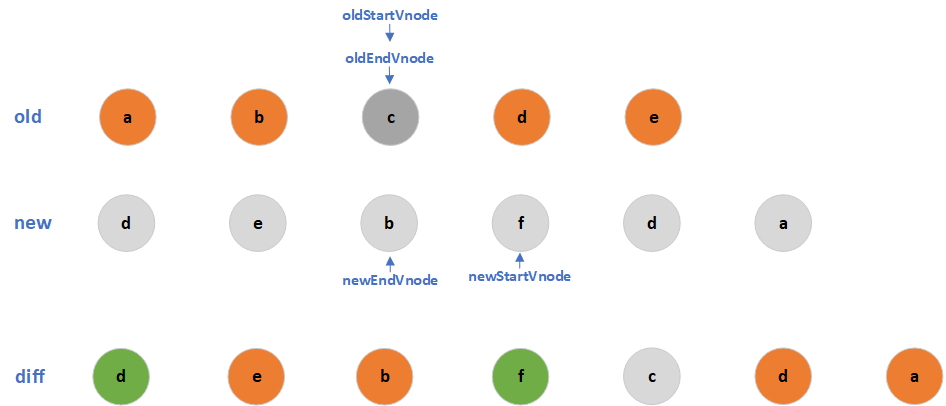 oldStartVnode
oldEndVnode
old a b c d e
new d e b f d a
newEndVnode newStartVnode
diff d e b f c d a